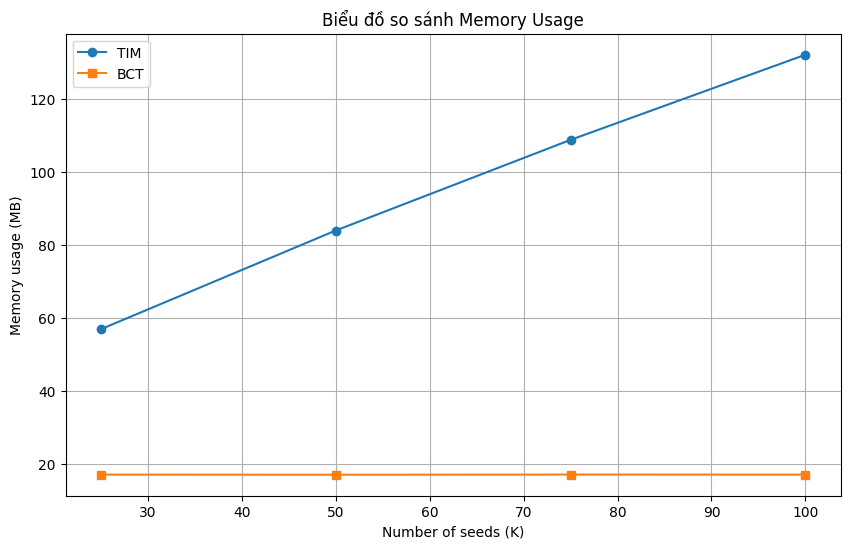 Biểu đồ so sánh Memory Usage
TIM
BCT
120
100
80
60
40
20
Memory usage (MB)
30 40 50 60 70 80 90 100
Number of seeds (K)